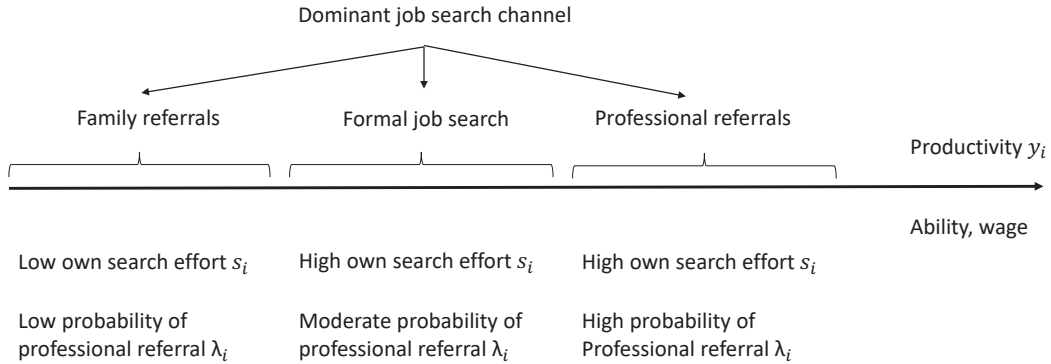 Dominant job search channel
Family referrals
Formal job search
Professional referrals
Productivity yᵢ
Ability, wage
Low own search effort sᵢ
High own search effort sᵢ
High own search effort sᵢ
Low probability of
professional referral λᵢ
Moderate probability of
professional referral λᵢ
High probability of
Professional referral λᵢ